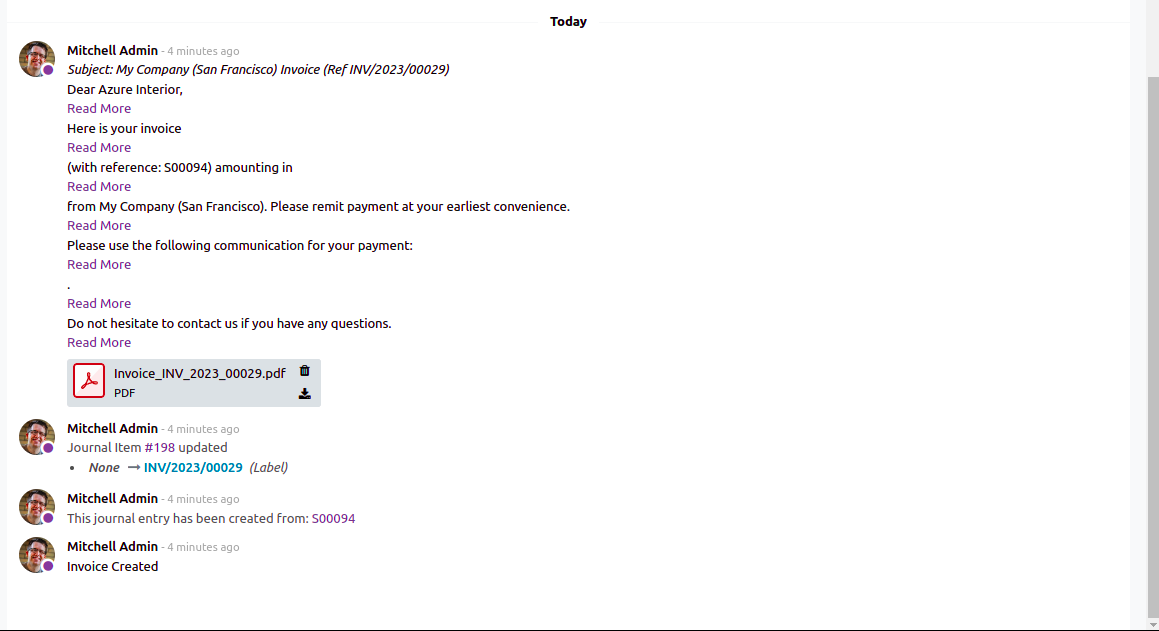 Today
Mitchell Admin - 4 minutes ago
Subject: My Company (San Francisco) Invoice (Ref INV/2023/00029)
Dear Azure Interior,
Read More
Here is your invoice
Read More
(with reference: S00094) amounting in
Read More
from My Company (San Francisco). Please remit payment at your earliest convenience.
Read More
Please use the following communication for your payment:
Read More
.
Read More
Do not hesitate to contact us if you have any questions.
Read More
Invoice_INV_2023_00029.pdf
PDF
Mitchell Admin - 4 minutes ago
Journal Item #198 updated
• None → INV/2023/00029 (Label)
Mitchell Admin - 4 minutes ago
This journal entry has been created from: S00094
Mitchell Admin - 4 minutes ago
Invoice Created